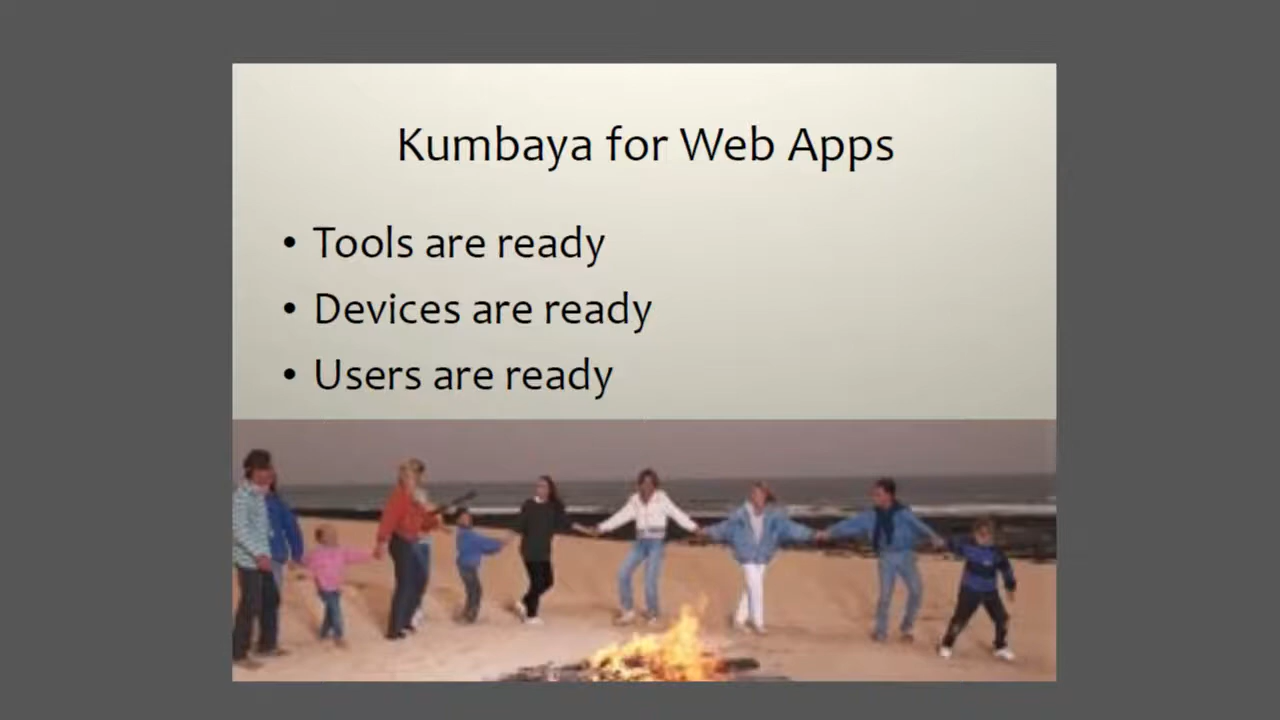 Kumbaya for Web Apps
• Tools are ready
• Devices are ready
• Users are ready